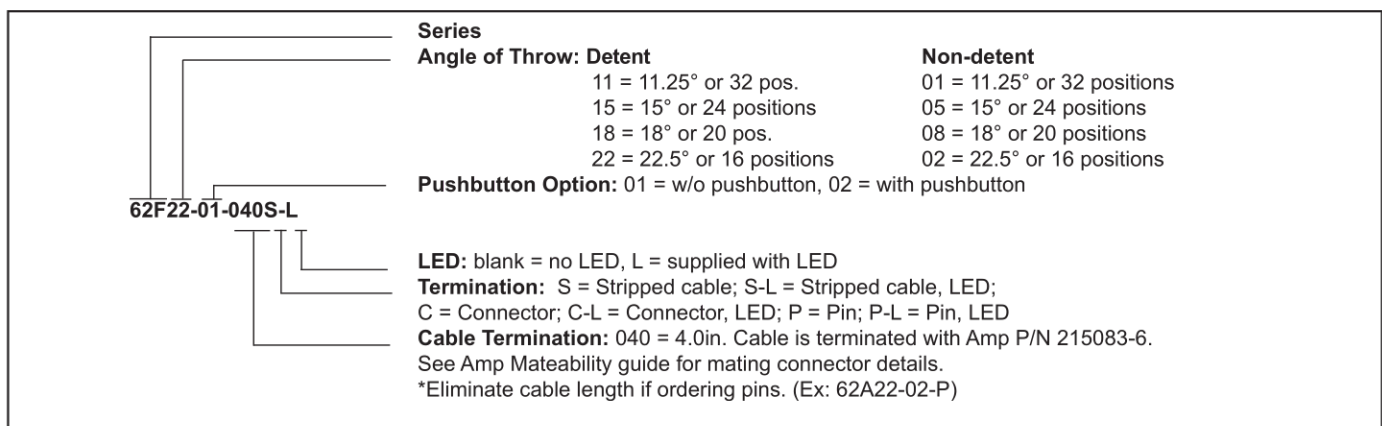 Series
Angle of Throw: Detent Non-detent
11 = 11.25° or 32 pos. 01 = 11.25° or 32 positions
15 = 15° or 24 positions 05 = 15° or 24 positions
18 = 18° or 20 pos. 08 = 18° or 20 positions
22 = 22.5° or 16 positions 02 = 22.5° or 16 positions
Pushbutton Option: 01 = w/o pushbutton, 02 = with pushbutton
62F22-01-040S-L
LED: blank = no LED, L = supplied with LED
Termination: S = Stripped cable; S-L = Stripped cable, LED;
C = Connector; C-L = Connector, LED; P = Pin; P-L = Pin, LED
Cable Termination: 040 = 4.0in. Cable is terminated with Amp P/N 215083-6.
See Amp Mateability guide for mating connector details.
*Eliminate cable length if ordering pins. (Ex: 62A22-02-P)